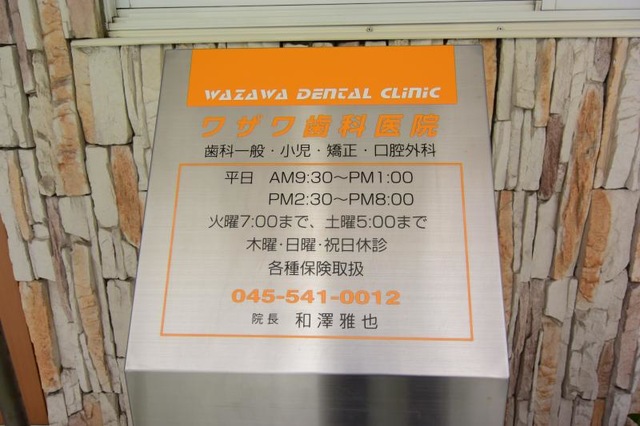 WAZAWA DENTAL CLINIC
ワザワ歯科医院
歯科一般・小児・矯正・口腔外科
平日 AM9:30～PM1:00
PM2:30～PM8:00
火曜7:00まで、土曜5:00まで
木曜・日曜・祝日休診
各種保険取扱
045-541-0012
院長 和澤雅也